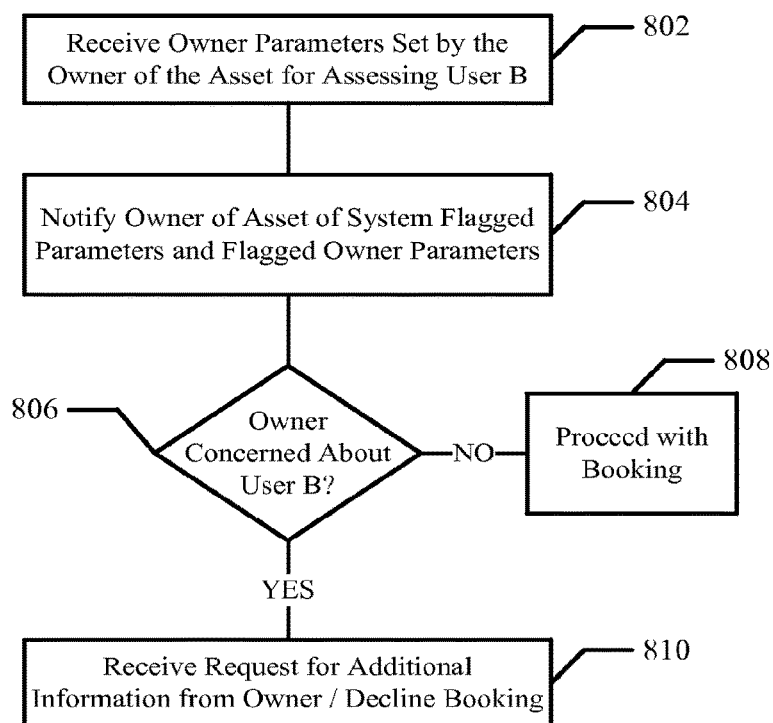 Receive Owner Parameters Set by the
Owner of the Asset for Assessing User B
802
Notify Owner of Asset of System Flagged
Parameters and Flagged Owner Parameters
804
806
Owner
Concerned About
User B?
NO
808
Proceed with
Booking
YES
Receive Request for Additional
Information from Owner / Decline Booking
810